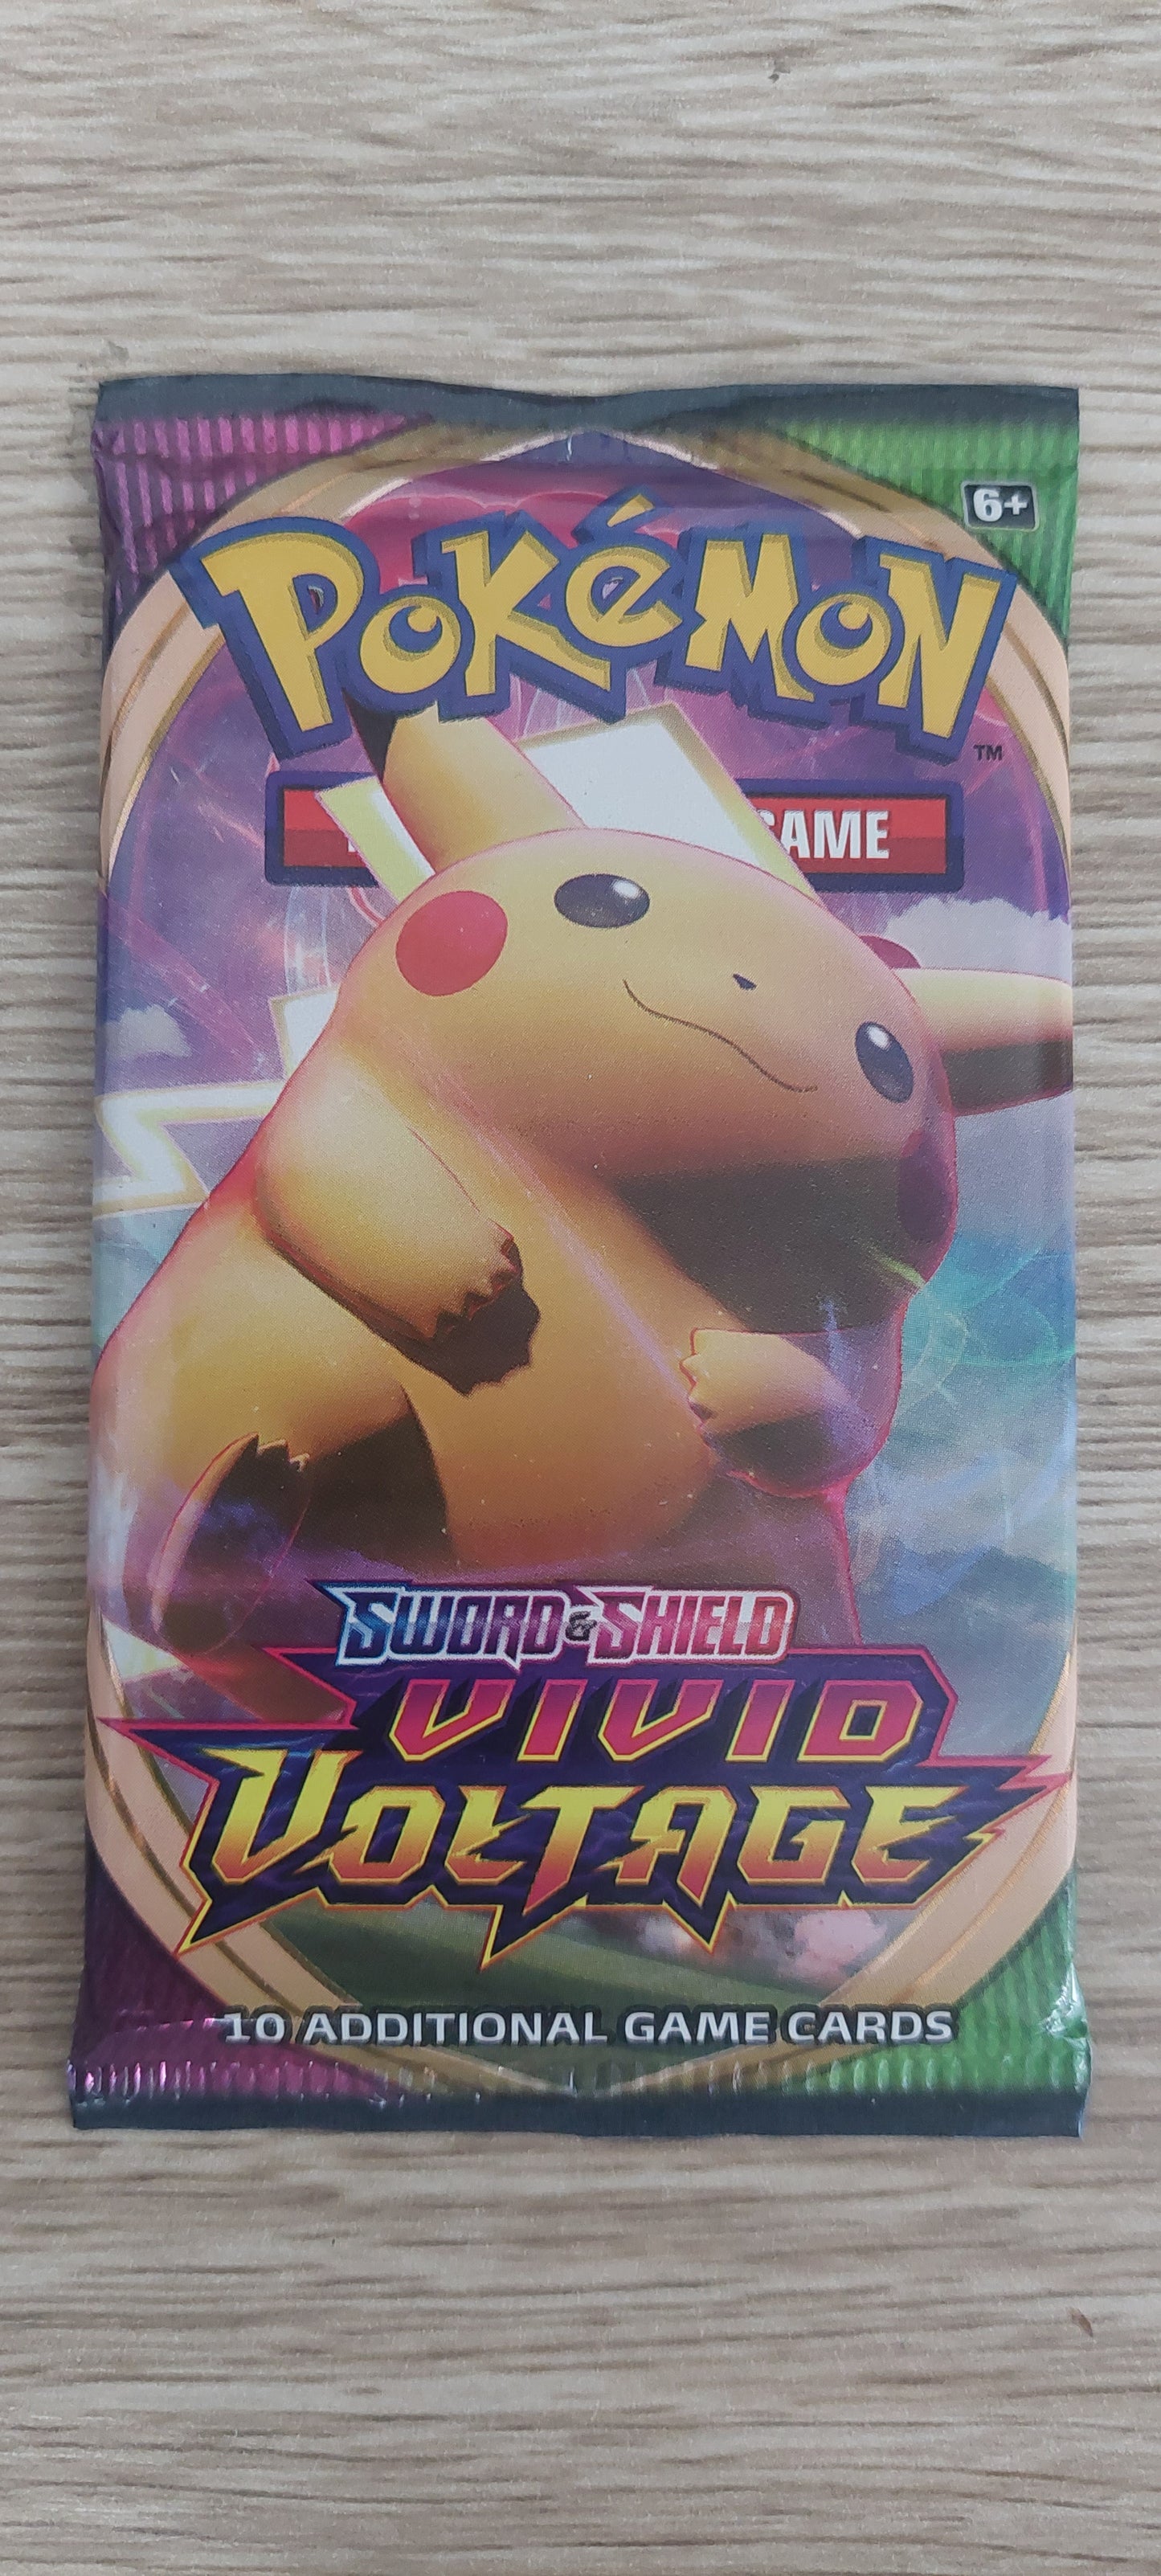 6+
POKéMON
TM
GAME
SWORD & SHIELD
VIVID
VOLTAGE
10 ADDITIONAL GAME CARDS